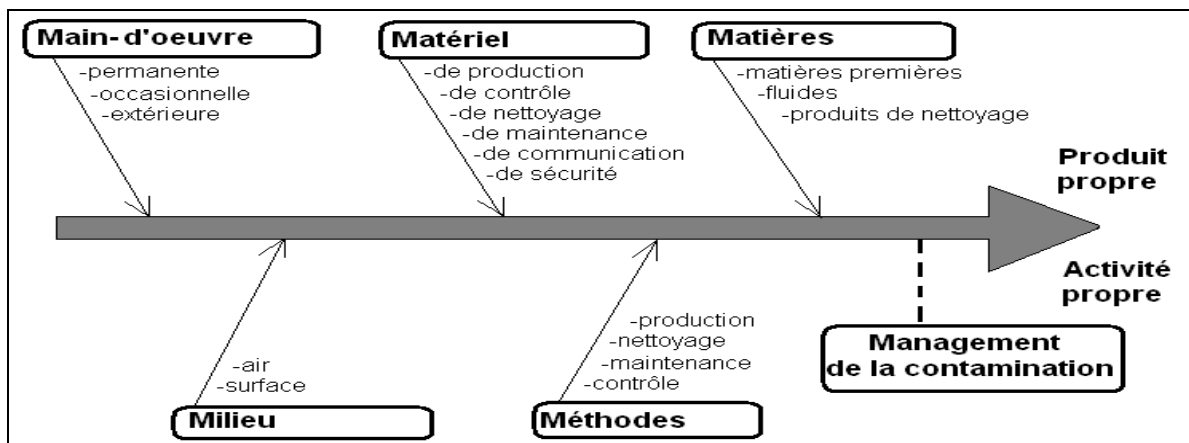 Main-d'oeuvre
-permanente
-occasionnelle
-extérieure
Matériel
-de production
-de contrôle
-de nettoyage
-de maintenance
-de communication
-de sécurité
Matières
-matières premières
-fluides
-produits de nettoyage
Produit
propre
Activité
propre
-air
-surface
Milieu
-production
-nettoyage
-maintenance
-contrôle
Méthodes
Management
de la contamination